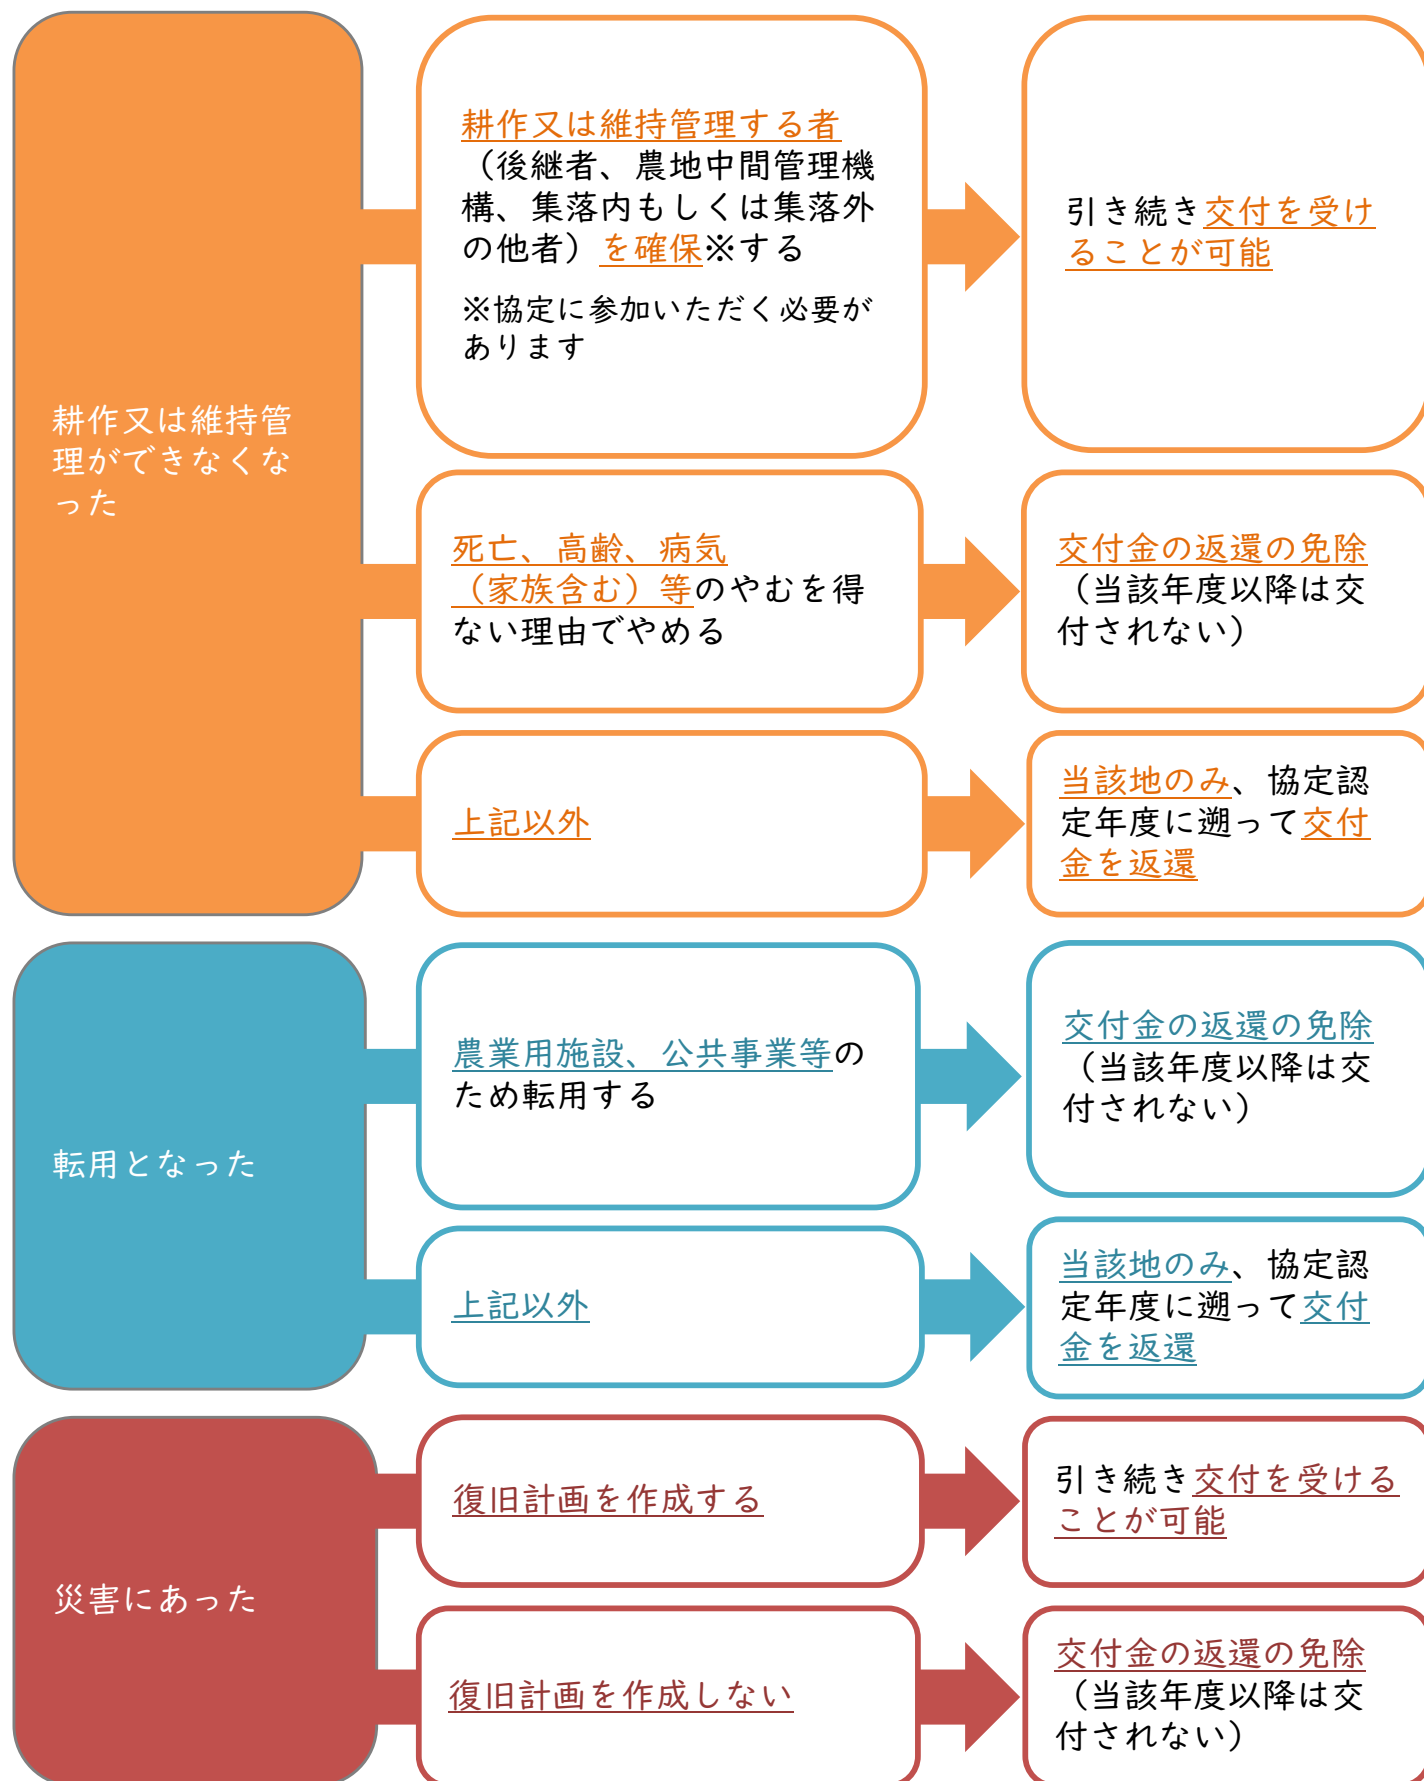 耕作又は維持管
理ができなくな
った
耕作又は維持管理する者
（後継者、農地中間管理機
構、集落内もしくは集落外
の他者）を確保※する
※協定に参加いただく必要が
あります
引き続き交付を受け
ることが可能
死亡、高齢、病気
（家族含む）等のやむを得
ない理由でやめる
交付金の返還の免除
（当該年度以降は交
付されない）
上記以外
当該地のみ、協定認
定年度に遡って交付
金を返還
転用となった
農業用施設、公共事業等の
ため転用する
交付金の返還の免除
（当該年度以降は交
付されない）
上記以外
当該地のみ、協定認
定年度に遡って交付
金を返還
災害にあった
復旧計画を作成する
引き続き交付を受ける
ことが可能
復旧計画を作成しない
交付金の返還の免除
（当該年度以降は交
付されない）